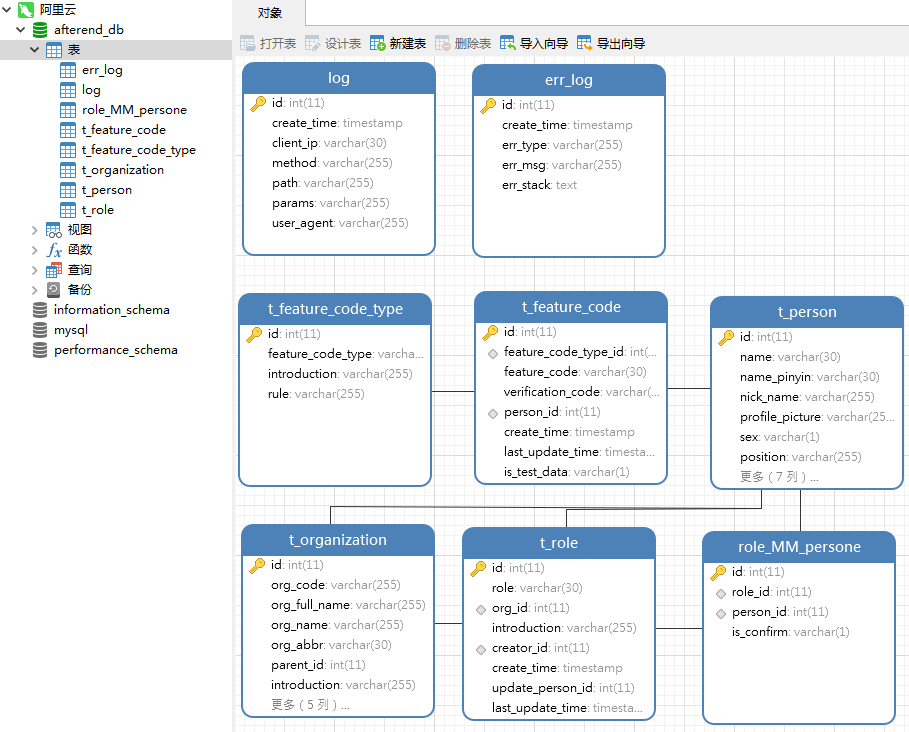 阿里云
afterend_db
表
err_log
log
role_MM_persone
t_feature_code
t_feature_code_type
t_organization
t_person
t_role
视图
函数
查询
备份
information_schema
mysql
performance_schema
对象
打开表 设计表 新建表 删除表 导入向导 导出向导
log
id: int(11)
create_time: timestamp
client_ip: varchar(30)
method: varchar(255)
path: varchar(255)
params: varchar(255)
user_agent: varchar(255)
err_log
id: int(11)
create_time: timestamp
err_type: varchar(255)
err_msg: varchar(255)
err_stack: text
t_feature_code_type
id: int(11)
feature_code_type: varcha...
introduction: varchar(255)
rule: varchar(255)
t_feature_code
id: int(11)
feature_code_type_id: int(...
feature_code: varchar(30)
verification_code: varchar(...
person_id: int(11)
create_time: timestamp
last_update_time: timesta...
is_test_data: varchar(1)
t_person
id: int(11)
name: varchar(30)
name_pinyin: varchar(30)
nick_name: varchar(255)
profile_picture: varchar(25...
sex: varchar(1)
position: varchar(255)
更多（7 列）...
t_organization
id: int(11)
org_code: varchar(255)
org_full_name: varchar(255)
org_name: varchar(255)
org_abbr: varchar(30)
parent_id: int(11)
introduction: varchar(255)
更多（5 列）...
t_role
id: int(11)
role: varchar(30)
org_id: int(11)
introduction: varchar(255)
creator_id: int(11)
create_time: timestamp
update_person_id: int(11)
last_update_time: timesta...
role_MM_persone
id: int(11)
role_id: int(11)
person_id: int(11)
is_confirm: varchar(1)